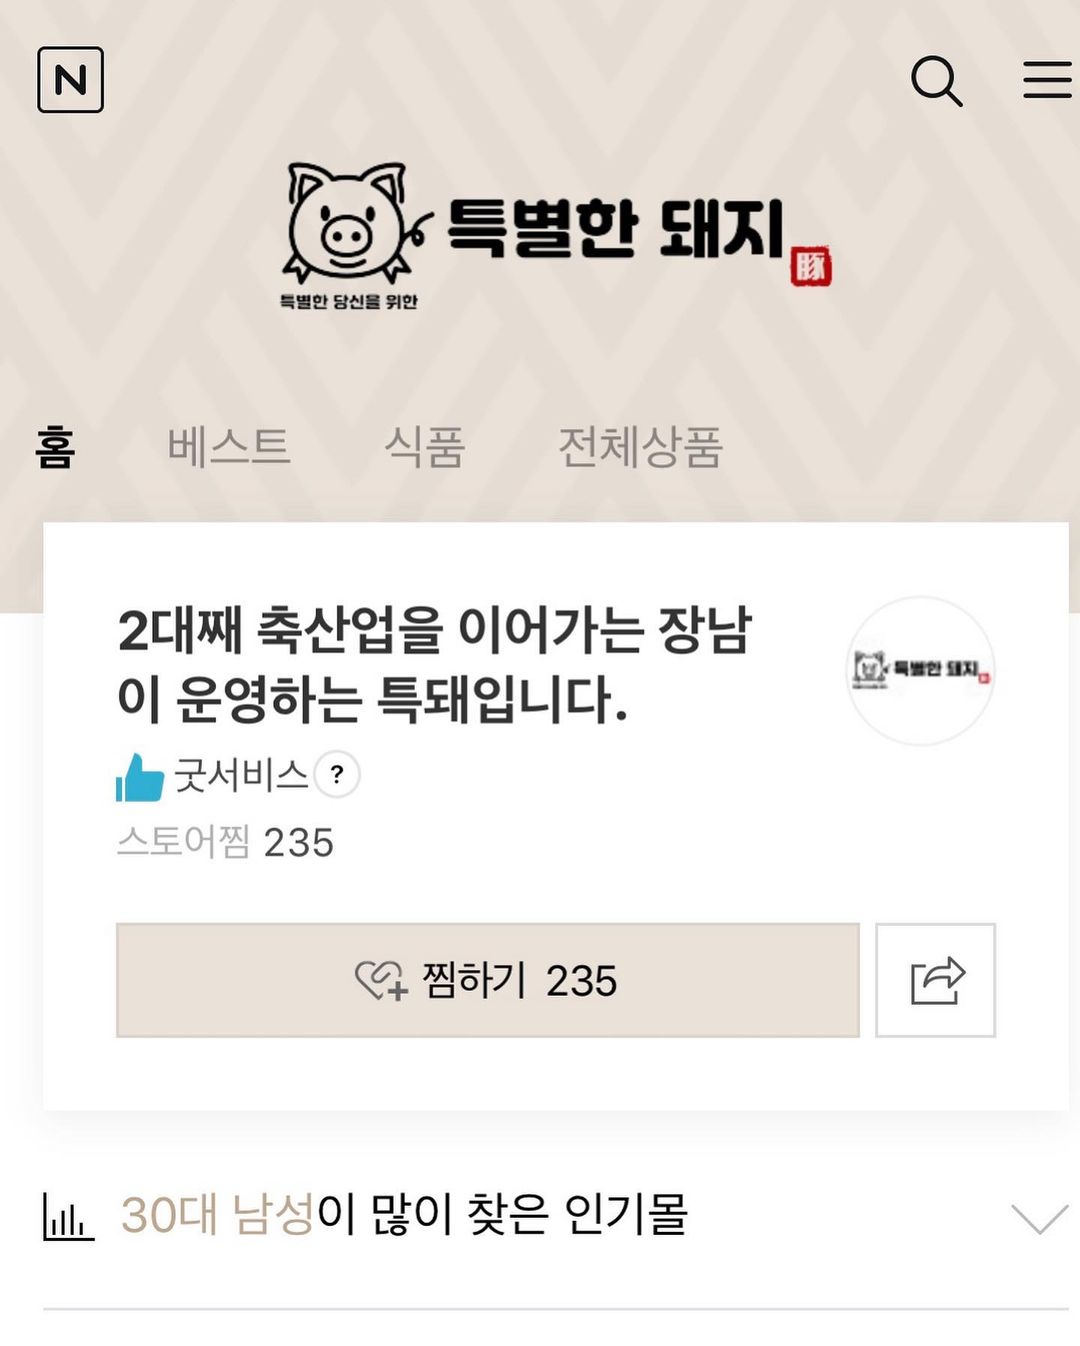 N
특별한 돼지
豚
특별한 당신을 위한
홈 베스트 식품 전체상품
2대째 축산업을 이어가는 장남
이 운영하는 특돼입니다.
특별한 돼지
굿서비스 ?
스토어찜 235
찜하기 235
30대 남성이 많이 찾은 인기몰